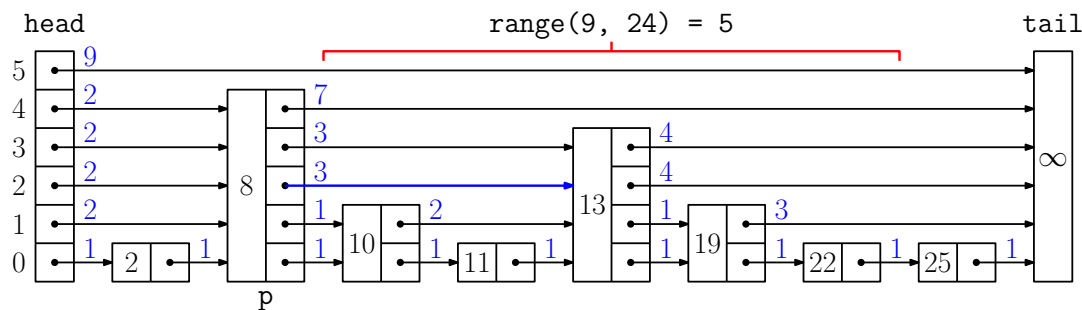 head range(9, 24) = 5 tail
5 9
4 2 7
3 2 3 4
2 2 8 3 13 4 ∞
1 2 1 10 2 1 19 3
0 1 2 1 1 1 11 1 1 1 22 1 25 1
p